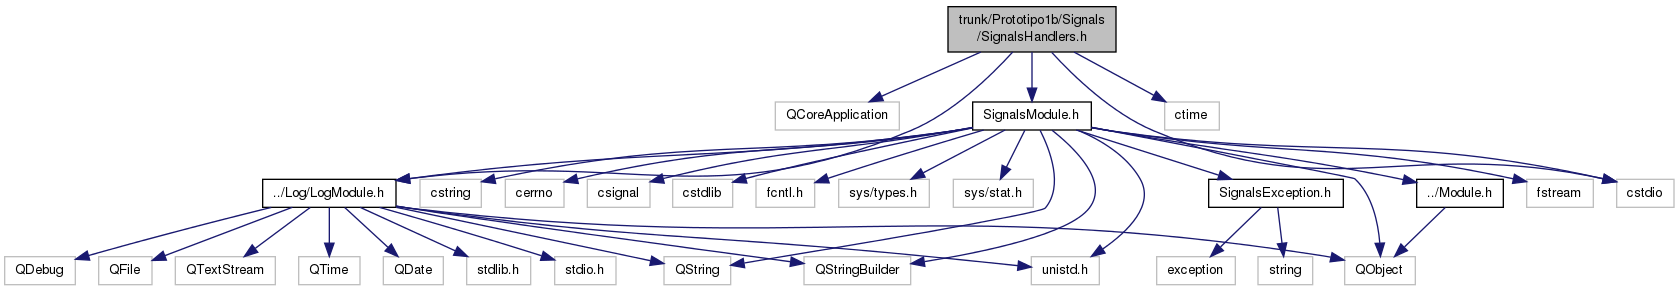 trunk/Prototipo1b/Signals
/SignalsHandlers.h
QCoreApplication
SignalsModule.h
ctime
../Log/LogModule.h
cstring
cerrno
csignal
cstdlib
fcntl.h
sys/types.h
sys/stat.h
SignalsException.h
../Module.h
fstream
cstdio
QDebug
QFile
QTextStream
QTime
QDate
stdlib.h
stdio.h
QString
QStringBuilder
unistd.h
exception
string
QObject